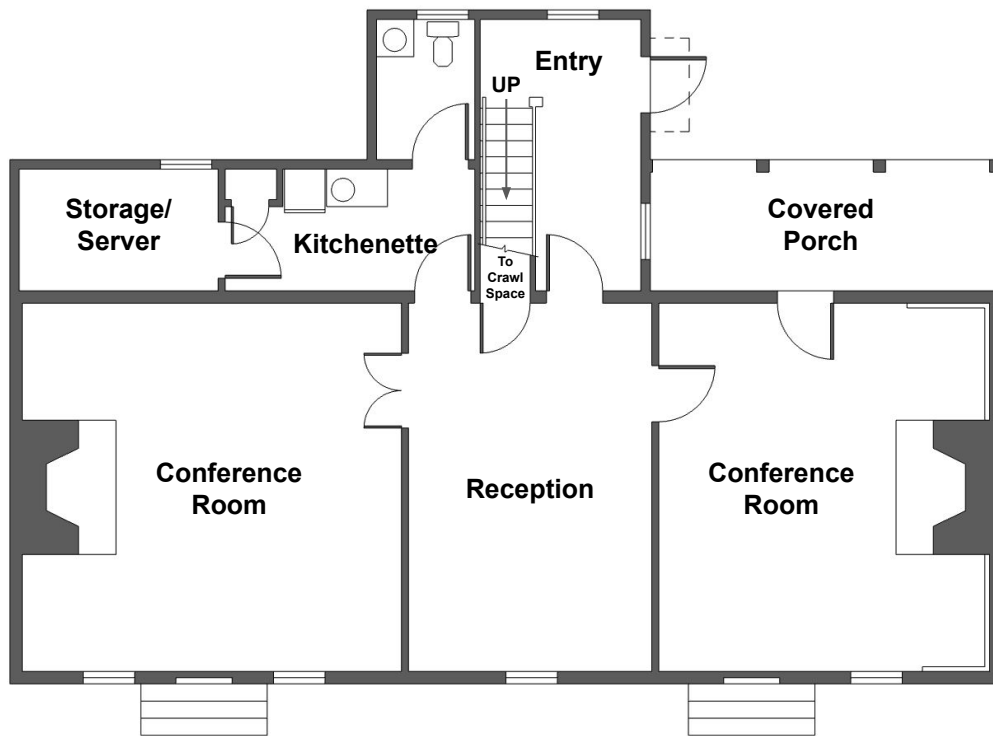 Entry
UP
Storage/
Server
Kitchenette
Covered
Porch
To
Crawl
Space
Conference
Room
Reception
Conference
Room